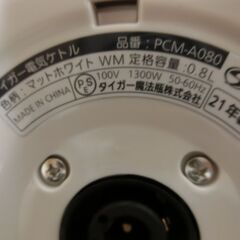 タイガー電気ケトル 品番：PCM-A080
色柄：マットホワイト WM 定格容量：0.8L
MADE IN CHINA PSE 100V 1300W 50-60Hz
タイガー魔法瓶株式会社
21年